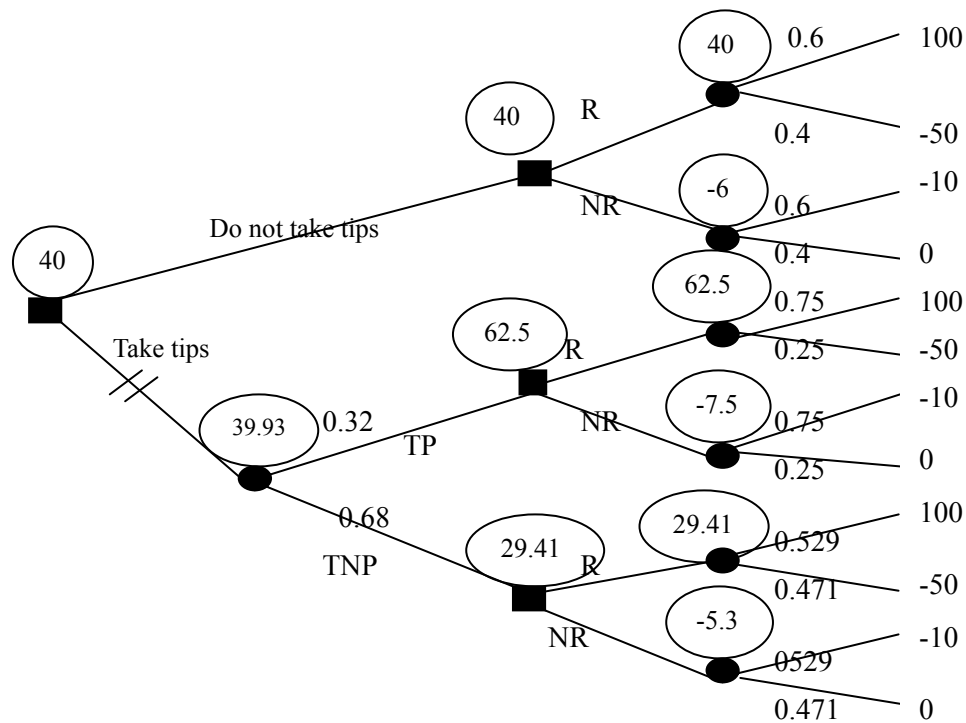 40 0.6 100
40 R
0.4 -50
-6 -10
NR 0.6
Do not take tips
0.4 0
40
62.5 0.75 100
62.5 R
Take tips 0.25 -50
-7.5 -10
39.93 0.32 NR 0.75
TP
0.25 0
100
0.68 29.41 29.41 0.529
TNP R
0.471 -50
-5.3 -10
NR 0529
0.471 0